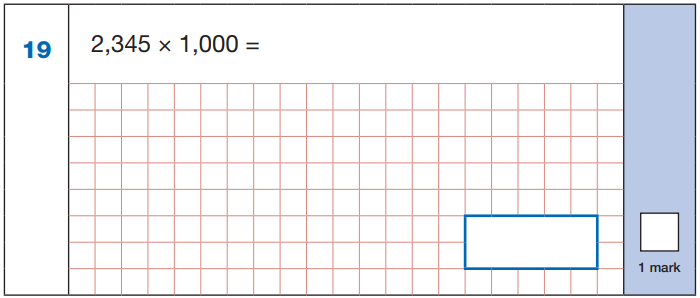 19
2,345 × 1,000 =
1 mark